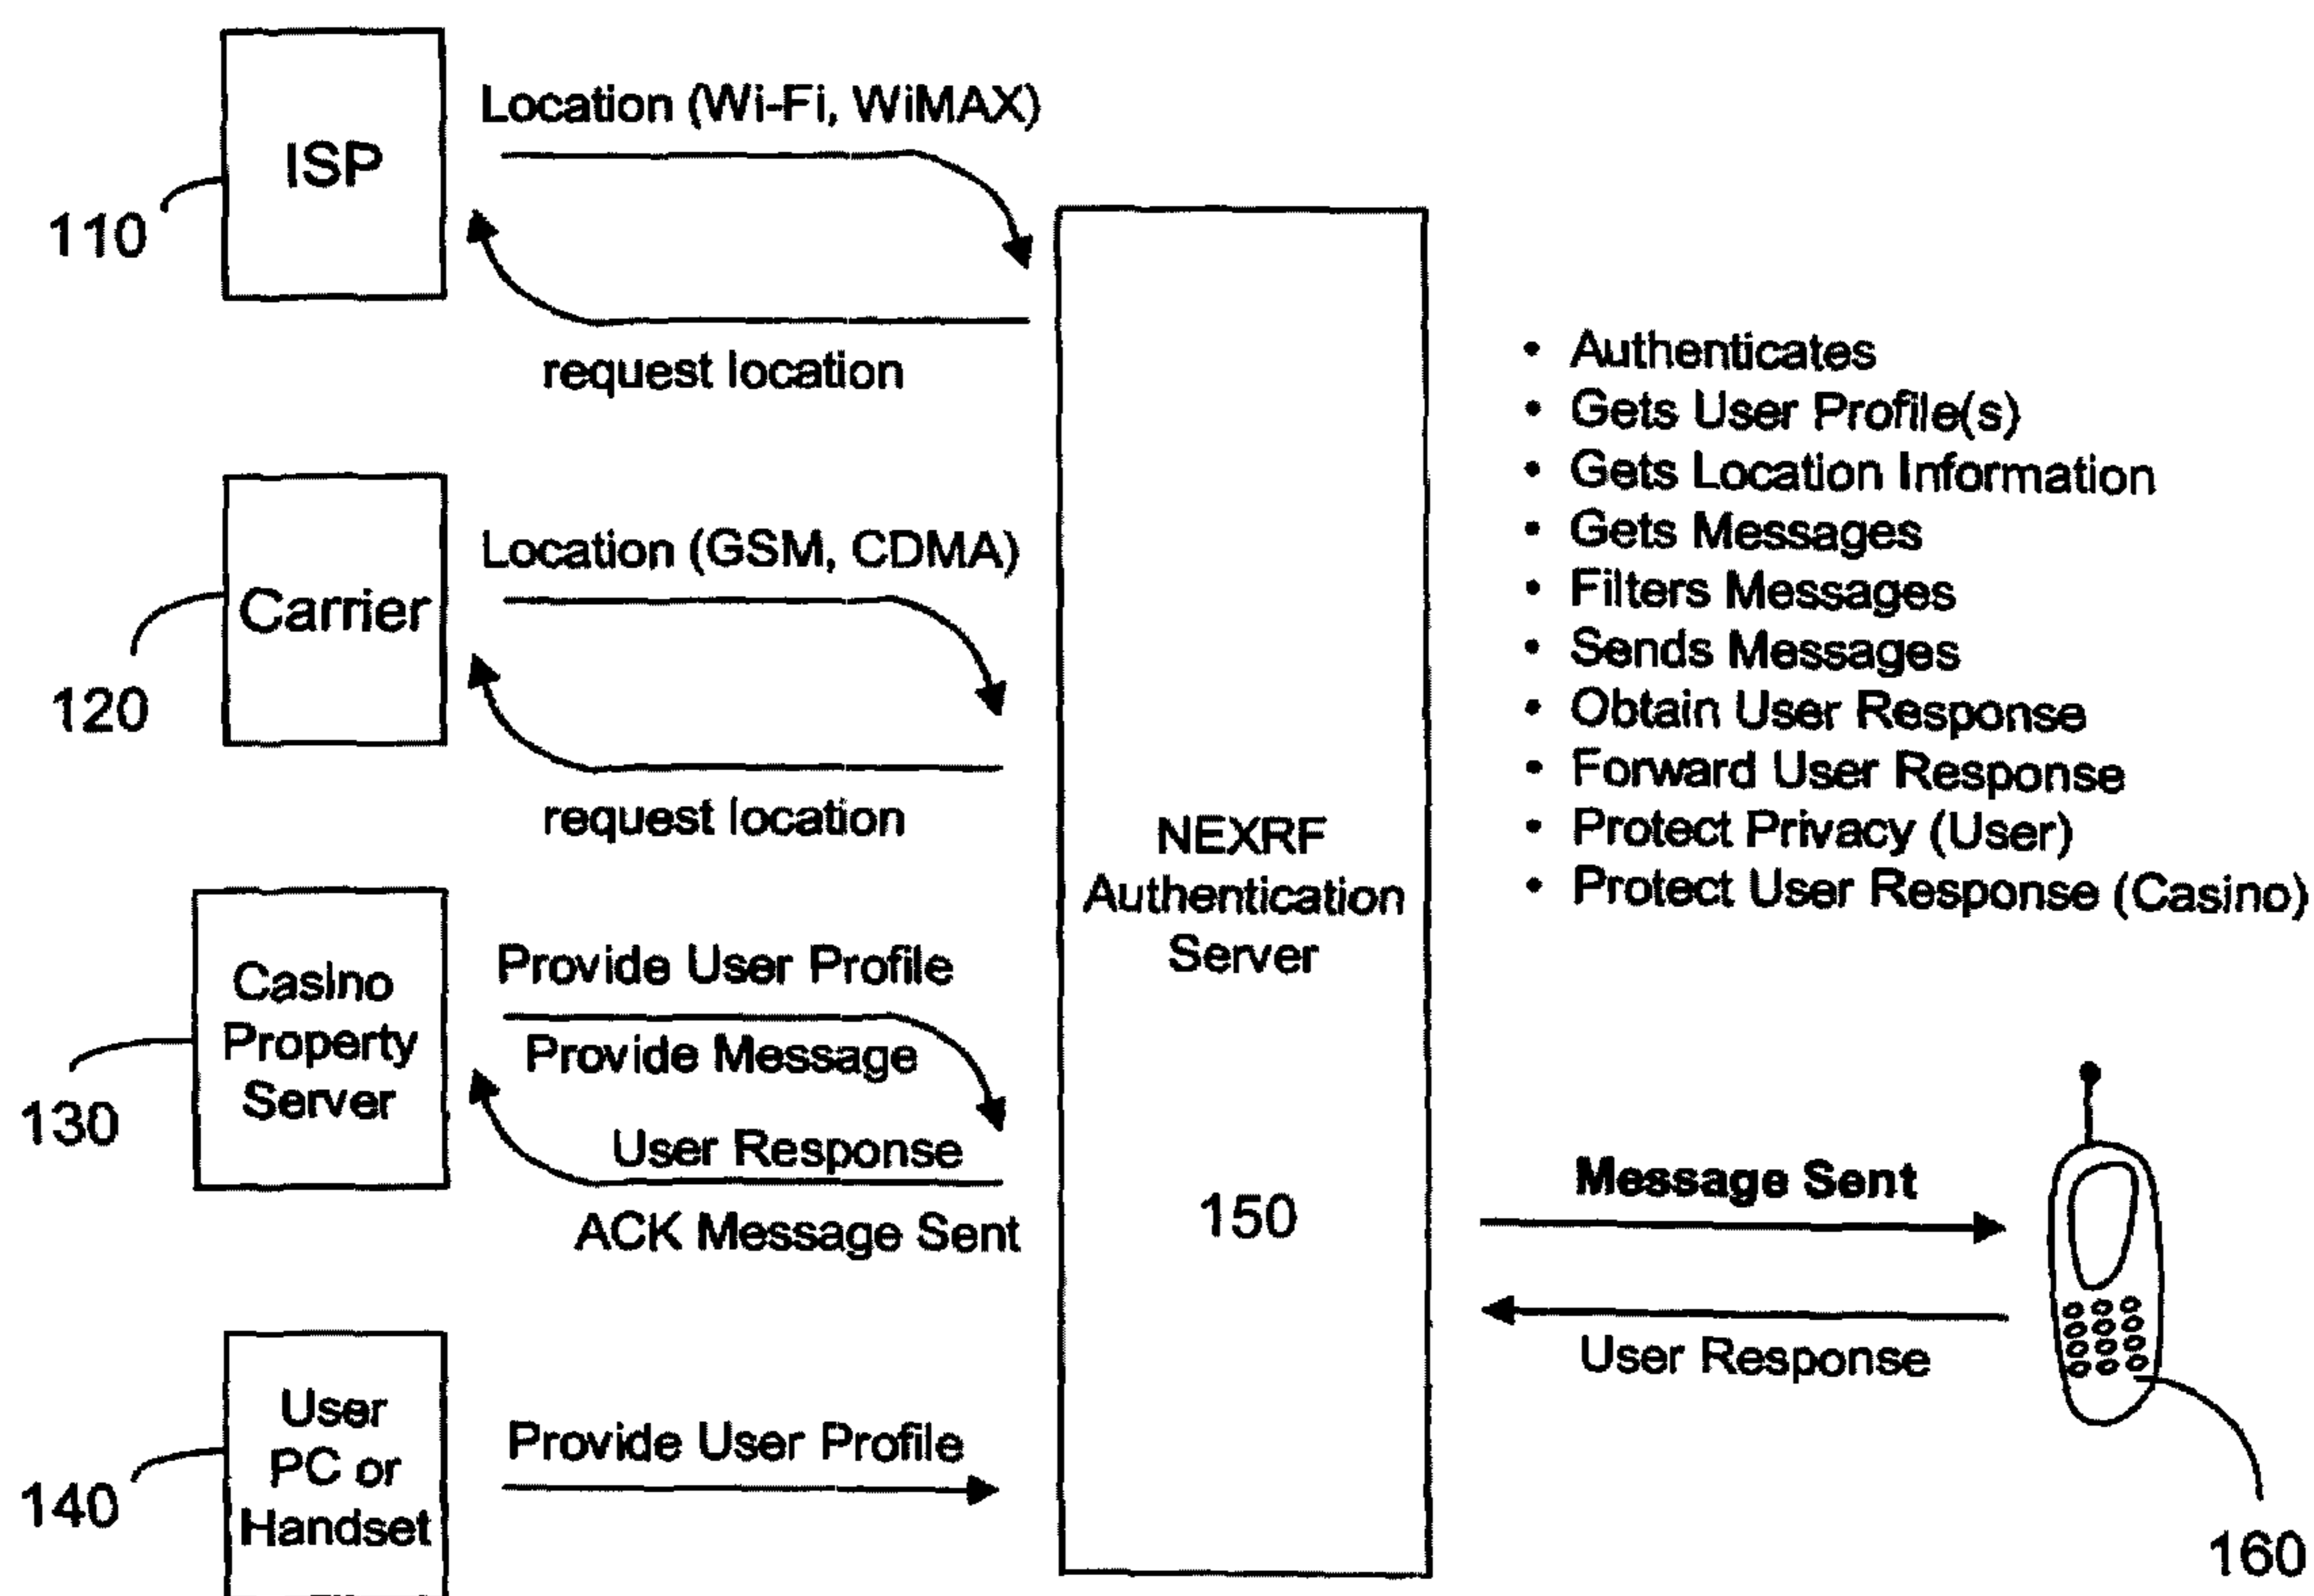 Location (Wi-Fi, WiMAX)
ISP
110
request location
Location (GSM, CDMA)
Carrier
120
request location
Casino
Property
Server
130
Provide User Profile
Provide Message
User Response
ACK Message Sent
User
PC or
Handset
140
Provide User Profile
NEXRF
Authentication
Server
150
• Authenticates
• Gets User Profile(s)
• Gets Location Information
• Gets Messages
• Filters Messages
• Sends Messages
• Obtain User Response
• Forward User Response
• Protect Privacy (User)
• Protect User Response (Casino)
Message Sent
User Response
160